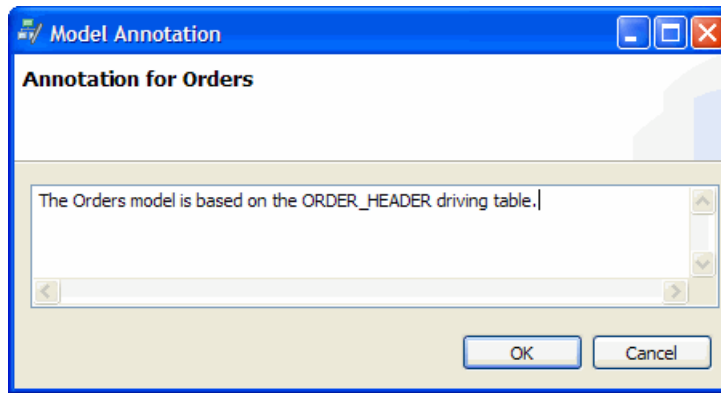 Model Annotation
Annotation for Orders
The Orders model is based on the ORDER_HEADER driving table.
OK
Cancel